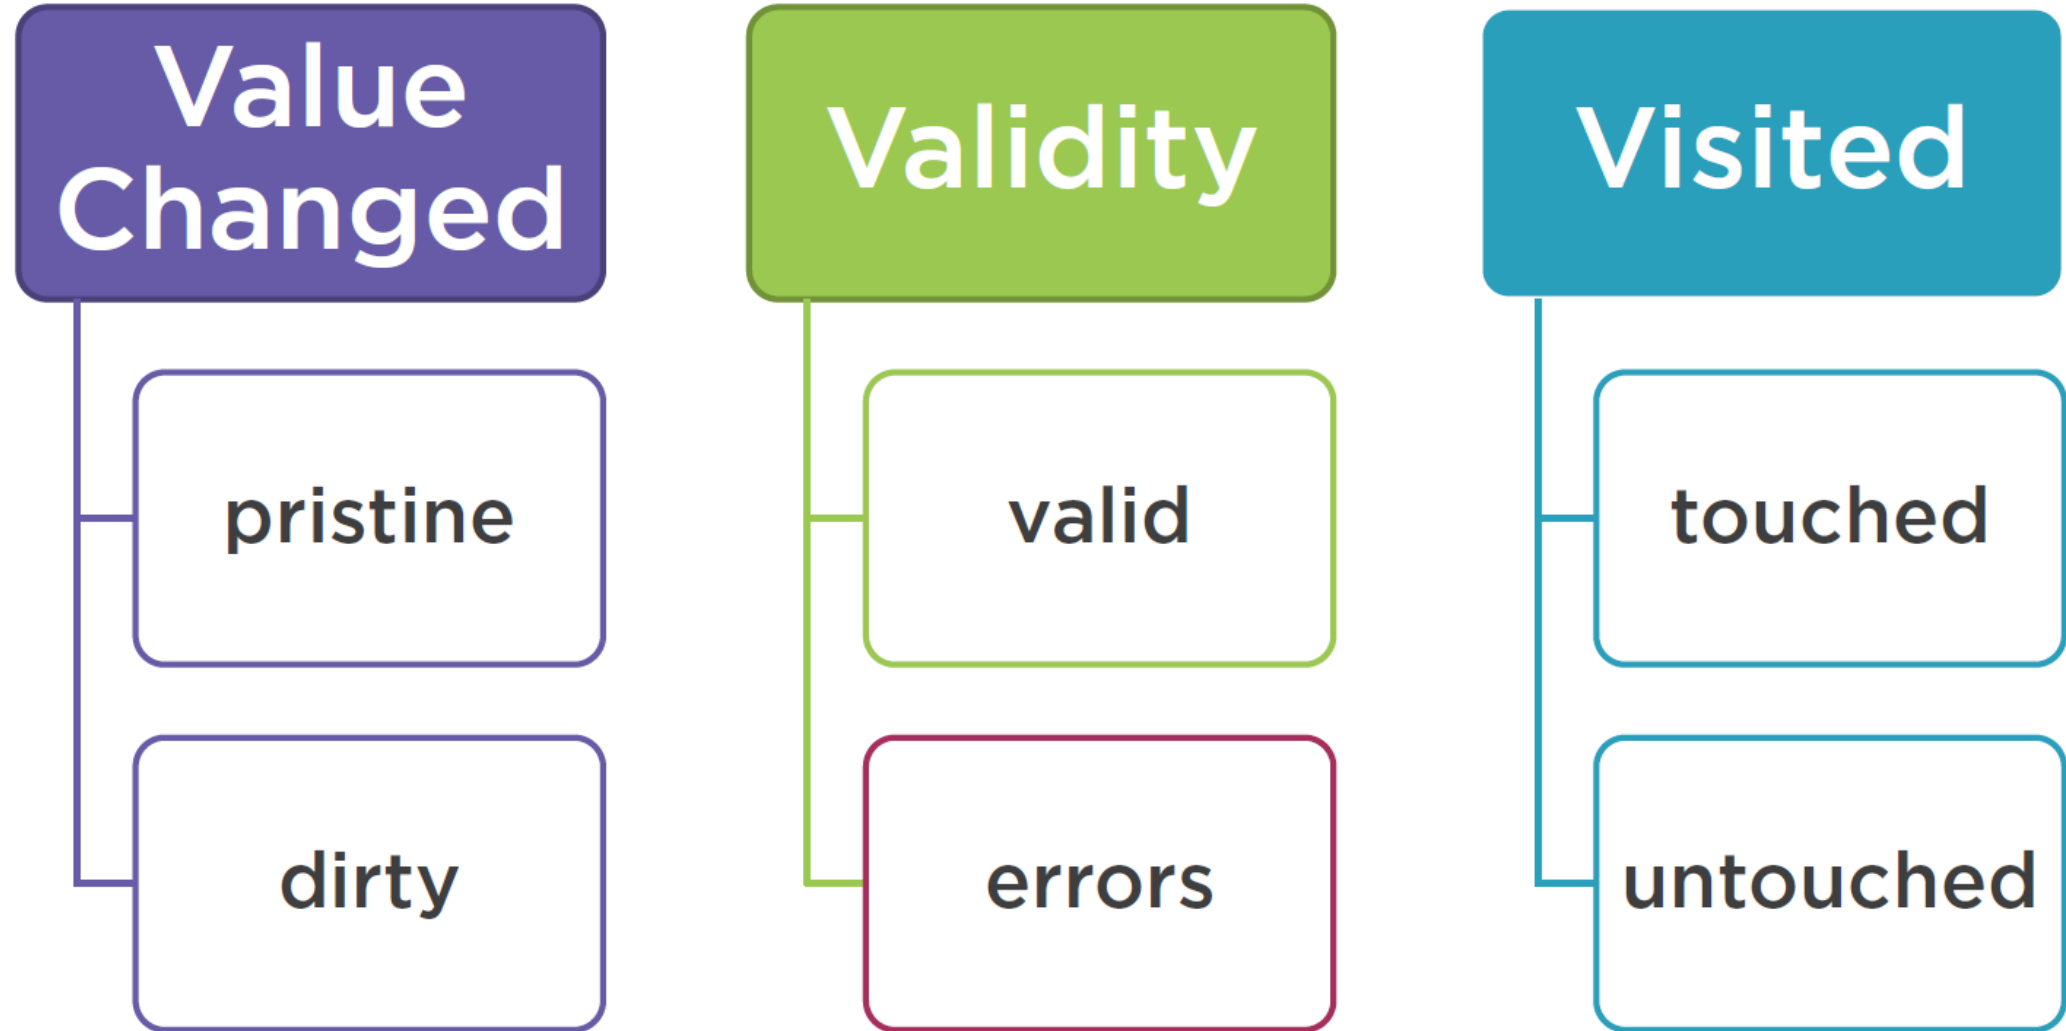 Value
Changed
pristine
dirty
Validity
valid
errors
Visited
touched
untouched